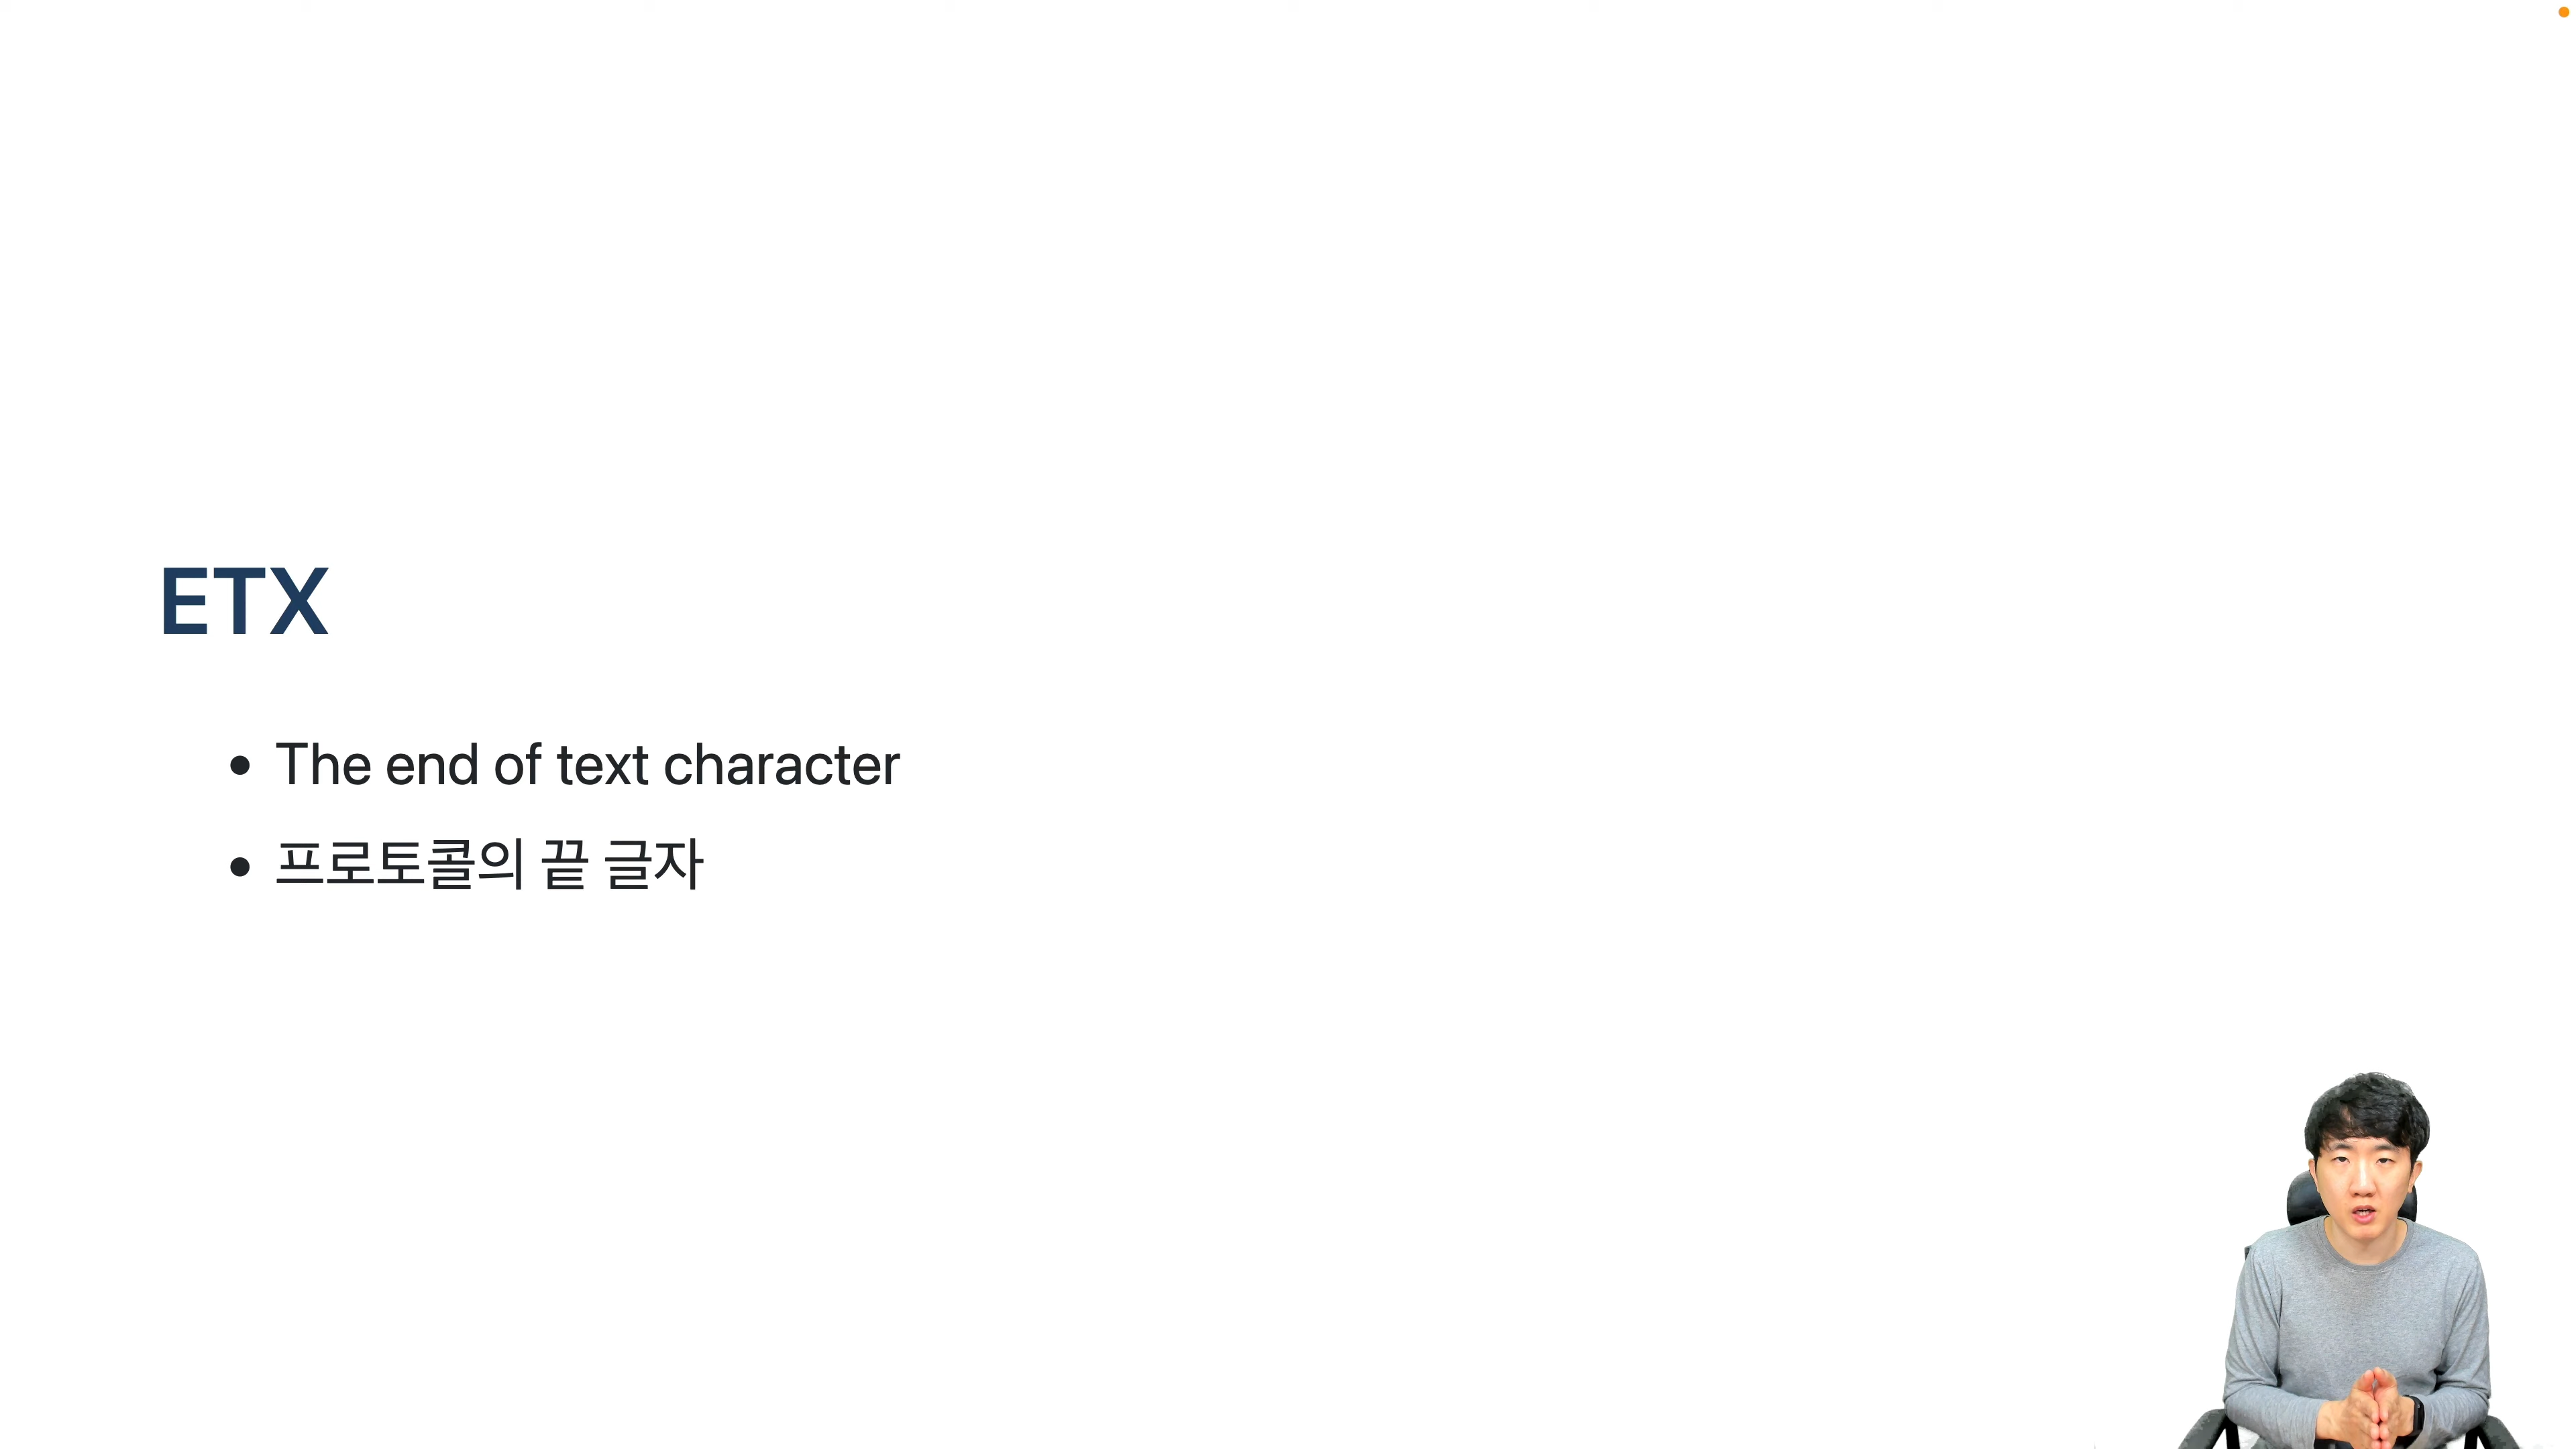 ETX
• The end of text character
• 프로토콜의 끝 글자